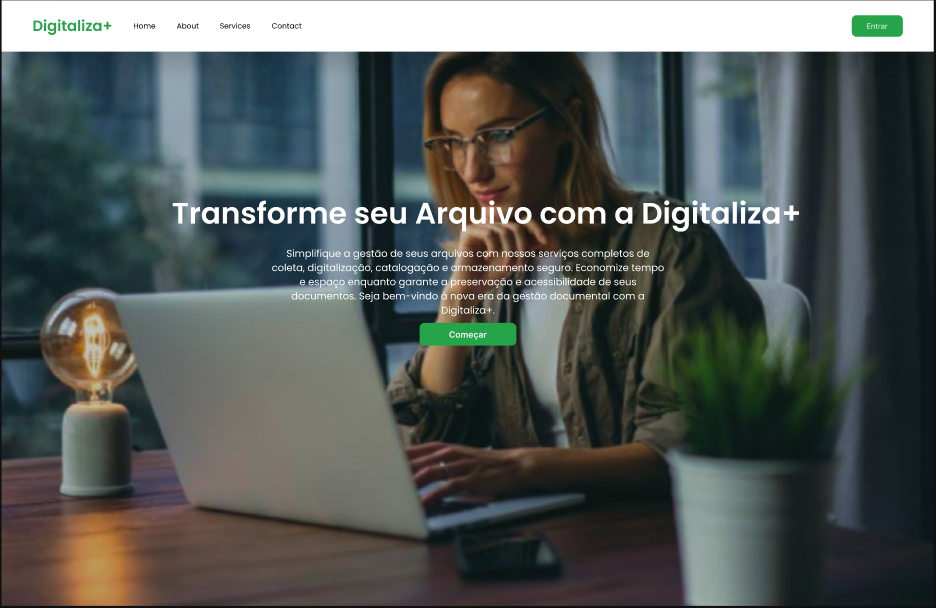 Digitaliza+ Home About Services Contact Entrar
Transforme seu Arquivo com a Digitaliza+
Simplifique a gestão de seus arquivos com nossos serviços completos de
coleta, digitalização, catalogação e armazenamento seguro. Economize tempo
e espaço enquanto garante a preservação e acessibilidade de seus
documentos. Seja bem-vindo à nova era da gestão documental com a
Digitaliza+.
Começar